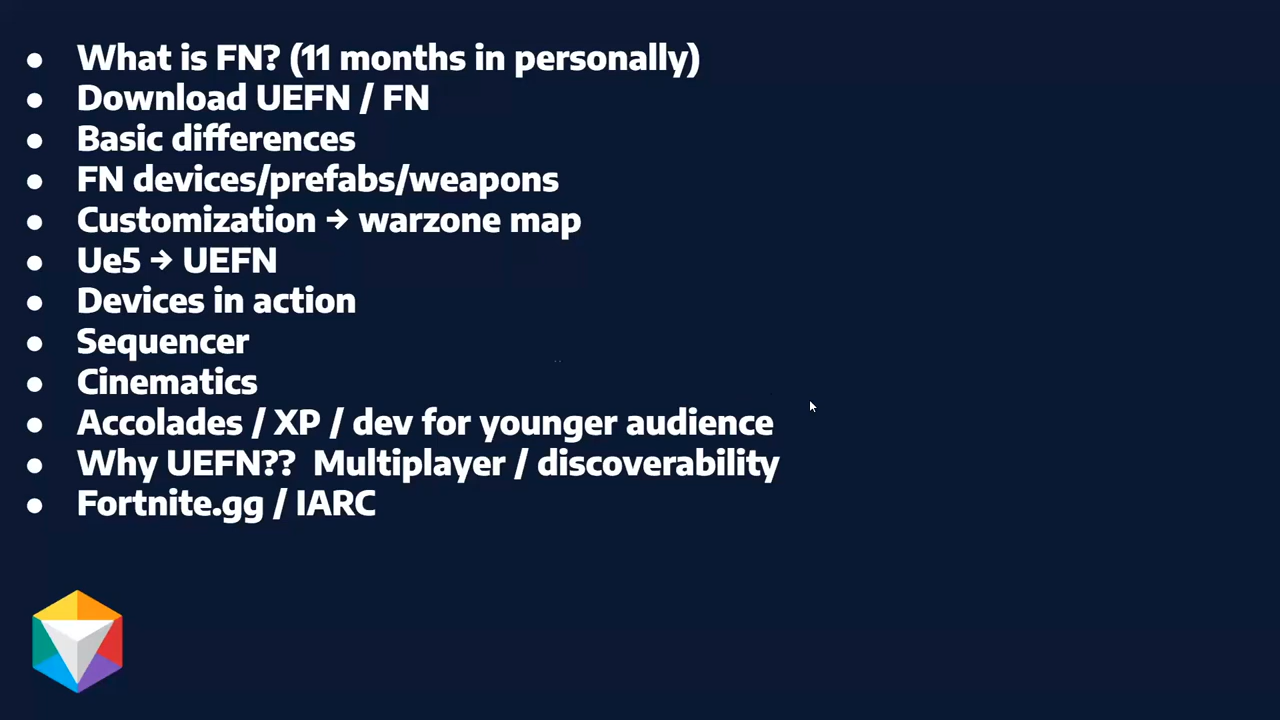 ● What is FN? (11 months in personally)
● Download UEFN / FN
● Basic differences
● FN devices/prefabs/weapons
● Customization → warzone map
● Ue5 → UEFN
● Devices in action
● Sequencer
● Cinematics
● Accolades / XP / dev for younger audience
● Why UEFN??  Multiplayer / discoverability
● Fortnite.gg / IARC